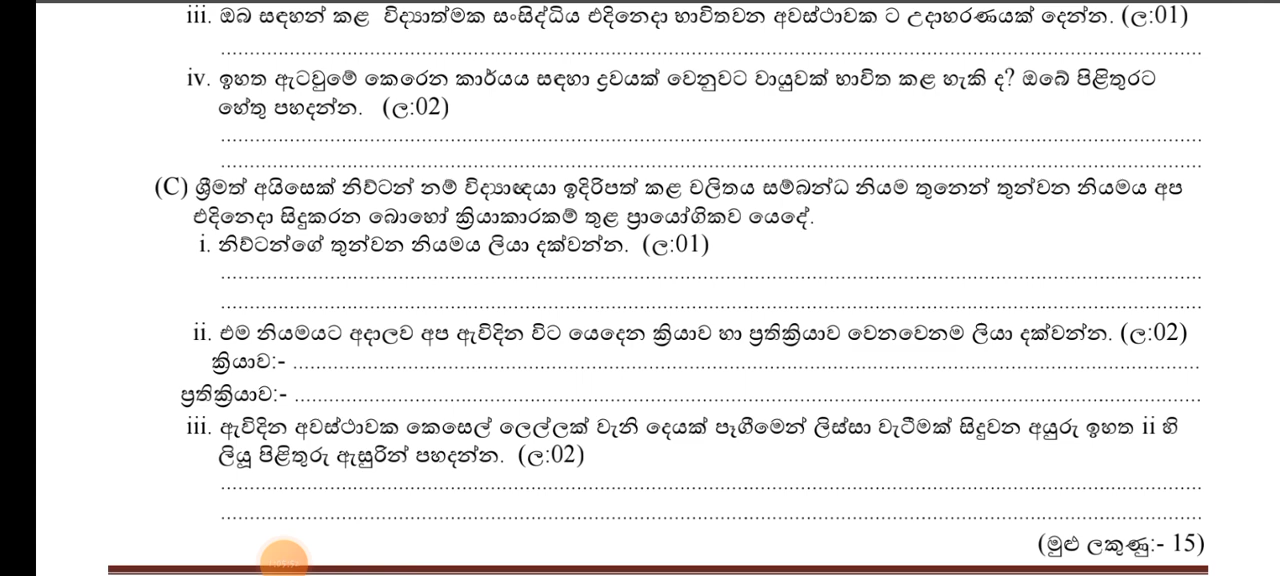 iii. ඔබ සඳහන් කළ විද්‍යාත්මක සංසිද්ධිය එදිනෙදා භාවිතවන අවස්ථාවක ට උදාහරණයක් දෙන්න. (ල:01)
iv. ඉහත ඇටවුමේ කෙරෙන කාර්යය සඳහා ද්‍රවයක් වෙනුවට වායුවක් භාවිත කළ හැකි ද? ඔබේ පිළිතුරට
හේතු පහදන්න. (ල:02)
(C) ශ්‍රීමත් අයිසෙක් නිව්ටන් නම් විද්‍යාඥයා ඉදිරිපත් කළ චලිතය සම්බන්ධ නියම තුනෙන් තුන්වන නියමය අප
එදිනෙදා සිදුකරන බොහෝ ක්‍රියාකාරකම් තුළ ප්‍රායෝගිකව යෙදේ.
i. නිව්ටන්ගේ තුන්වන නියමය ලියා දක්වන්න. (ල:01)
ii. එම නියමයට අදාලව අප ඇවිදින විට යෙදෙන ක්‍රියාව හා ප්‍රතික්‍රියාව වෙනවෙනම ලියා දක්වන්න. (ල:02)
ක්‍රියාව:-
ප්‍රතික්‍රියාව:-
iii. ඇවිදින අවස්ථාවක කෙසෙල් ලෙල්ලක් වැනි දෙයක් පෑගීමෙන් ලිස්සා වැටීමක් සිදුවන අයුරු ඉහත ii හි
ලියූ පිළිතුරු ඇසුරින් පහදන්න. (ල:02)
(මුළු ලකුණු:- 15)